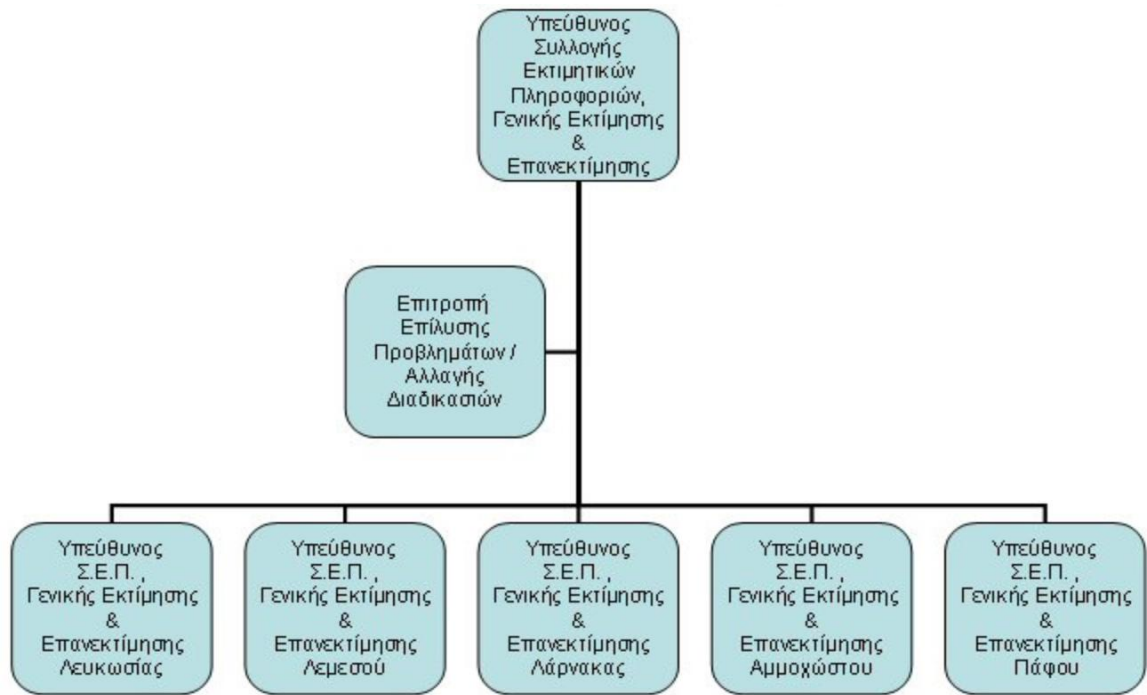 Υπεύθυνος
Συλλογής
Εκτιμητικών
Πληροφοριών,
Γενικής Εκτίμησης
&
Επανεκτίμησης
Επιτροπή
Επίλυσης
Προβλημάτων /
Αλλαγής
Διαδικασιών
Υπεύθυνος
Σ.Ε.Π. ,
Γενικής Εκτίμησης
&
Επανεκτίμησης
Λευκωσίας
Υπεύθυνος
Σ.Ε.Π. ,
Γενικής Εκτίμησης
&
Επανεκτίμησης
Λεμεσού
Υπεύθυνος
Σ.Ε.Π. ,
Γενικής Εκτίμησης
&
Επανεκτίμησης
Λάρνακας
Υπεύθυνος
Σ.Ε.Π. ,
Γενικής Εκτίμησης
&
Επανεκτίμησης
Αμμοχώστου
Υπεύθυνος
Σ.Ε.Π. ,
Γενικής Εκτίμησης
&
Επανεκτίμησης
Πάφου